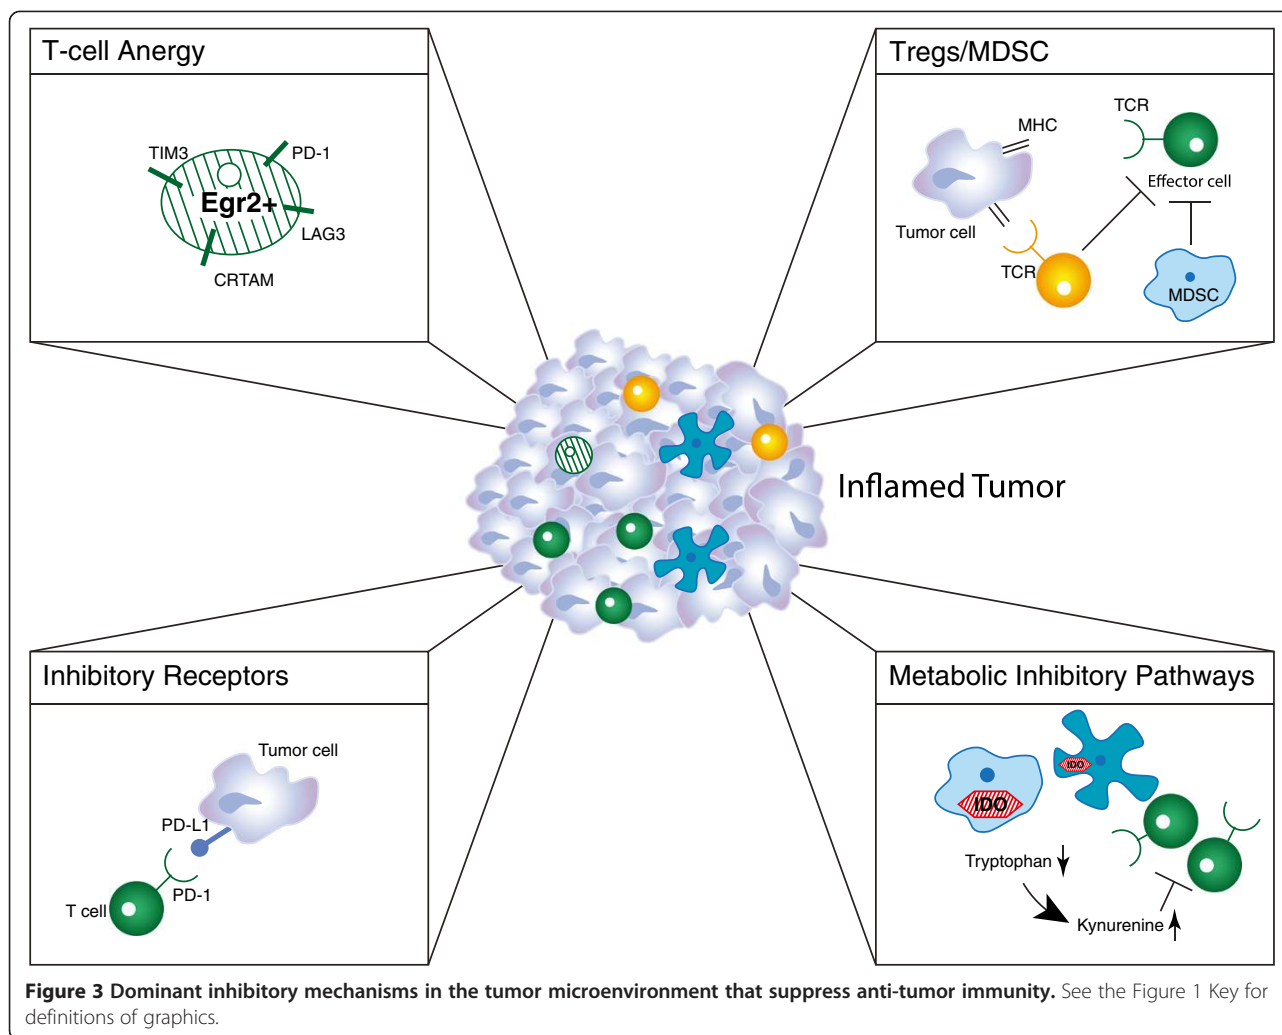 T-cell Anergy
TIM3
PD-1
Egr2+
LAG3
CRTAM
Tregs/MDSC
TCR
MHC
Effector cell
Tumor cell
TCR
MDSC
Inflamed Tumor
Inhibitory Receptors
Tumor cell
PD-L1
PD-1
T cell
Metabolic Inhibitory Pathways
IDO
IDO
Tryptophan
Kynurenine
Figure 3 Dominant inhibitory mechanisms in the tumor microenvironment that suppress anti-tumor immunity. See the Figure 1 Key for
definitions of graphics.